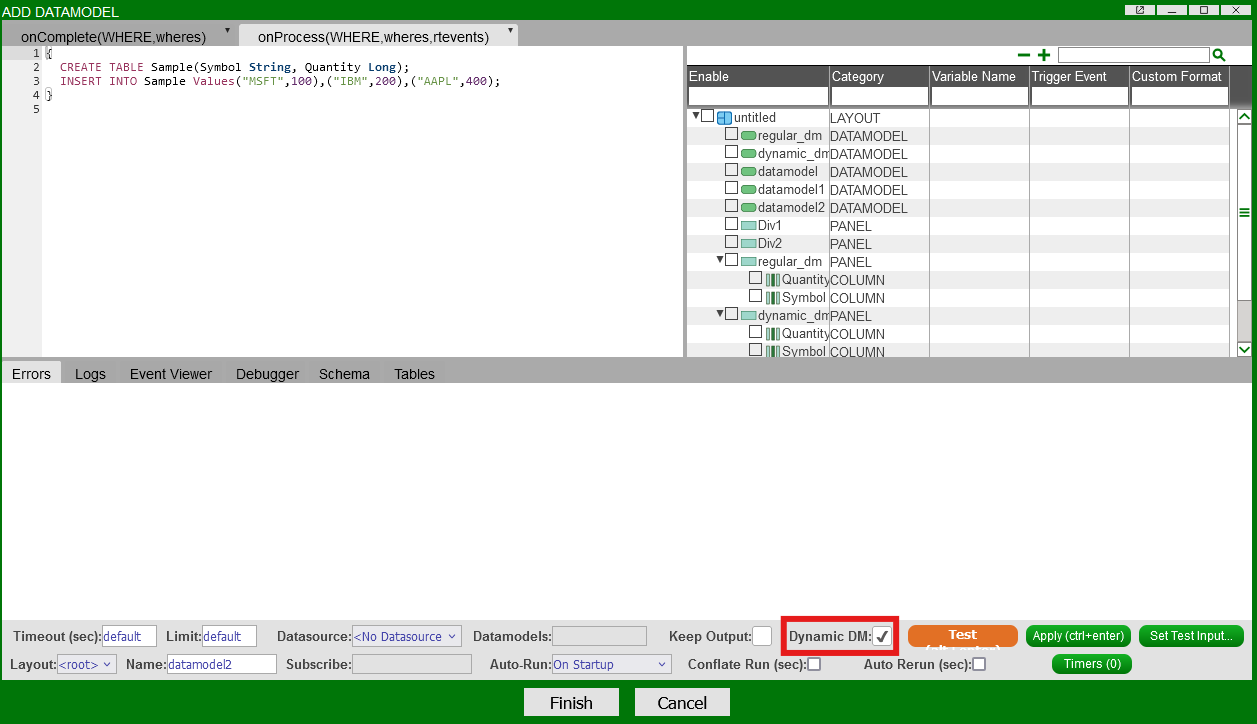 ADD DATAMODEL
onComplete(WHERE,wheres)
onProcess(WHERE,wheres,rtevents)
1 {
2 CREATE TABLE Sample(Symbol String, Quantity Long);
3 INSERT INTO Sample Values("MSFT",100),("IBM",200),("AAPL",400);
4 }
5
Enable Category Variable Name Trigger Event Custom Format
untitled LAYOUT
regular_dm DATAMODEL
dynamic_dm DATAMODEL
datamodel DATAMODEL
datamodel1 DATAMODEL
datamodel2 DATAMODEL
Div1 PANEL
Div2 PANEL
regular_dm PANEL
Quantity COLUMN
Symbol COLUMN
dynamic_dm PANEL
Quantity COLUMN
Symbol COLUMN
Errors Logs Event Viewer Debugger Schema Tables
Timeout (sec): default Limit: default Datasource: <No Datasource Datamodels: Keep Output: Dynamic DM: Test (alt+enter) Apply (ctrl+enter) Set Test Input...
Layout: <root> Name: datamodel2 Subscribe: Auto-Run: On Startup Conflate Run (sec): Auto Rerun (sec): Timers (0)
Finish Cancel